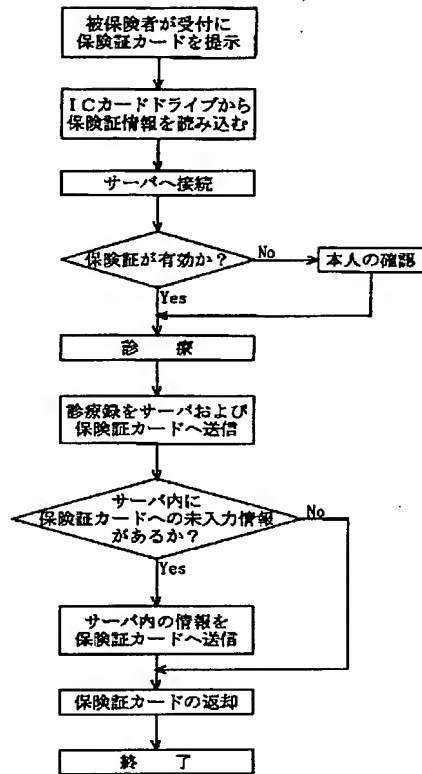 被保険者が受付に
保険証カードを提示
ICカードドライブから
保険証情報を読み込む
サーバへ接続
保険証が有効か?
No
本人の確認
Yes
診 療
診療録をサーバおよび
保険証カードへ送信
サーバ内に
保険証カードへの未入力情報
があるか?
No
Yes
サーバ内の情報を
保険証カードへ送信
保険証カードの返却
終 了